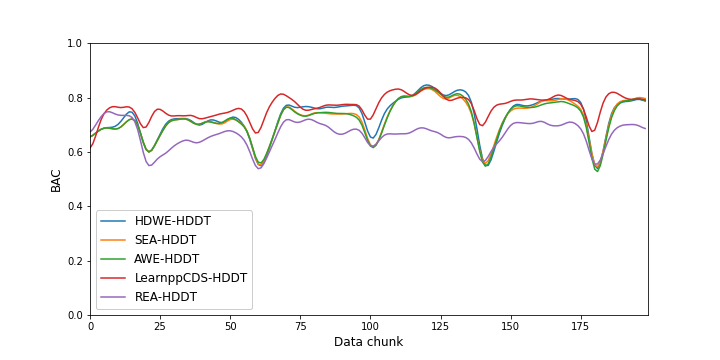 1.0
0.8
0.6
0.4
0.2
0.0
BAC
HDWE-HDDT
SEA-HDDT
AWE-HDDT
LearnppCDS-HDDT
REA-HDDT
0 25 50 75 100 125 150 175
Data chunk